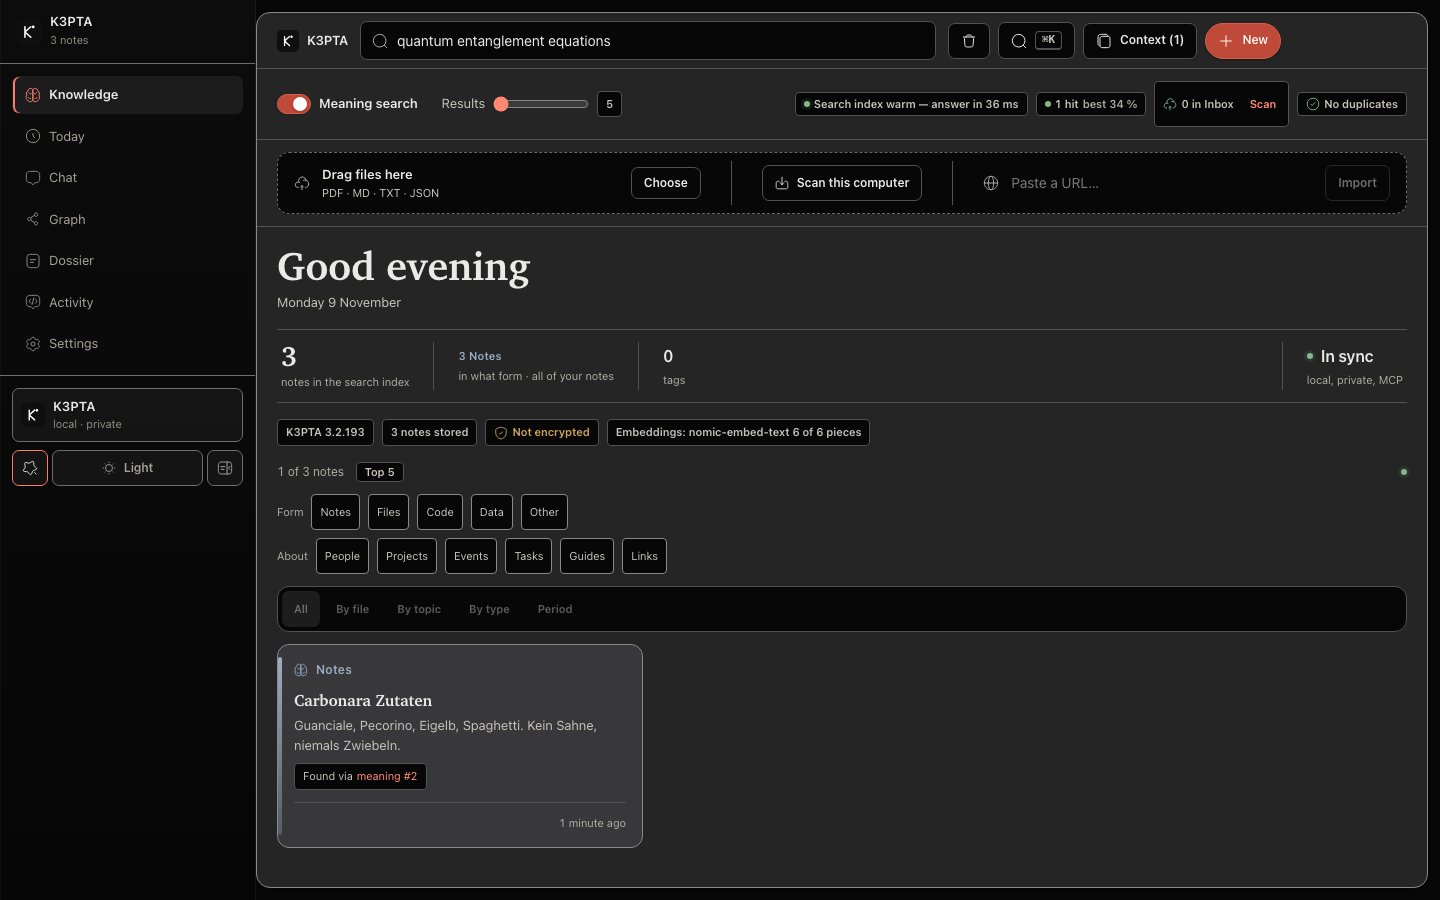 K3PTA
3 notes
Knowledge
Today
Chat
Graph
Dossier
Activity
Settings
K3PTA
local · private
Light
K3PTA
quantum entanglement equations
⌘K
Context (1)
New
Meaning search
Results
5
Search index warm — answer in 36 ms
1 hit best 34 %
0 in Inbox
Scan
No duplicates
Drag files here
PDF · MD · TXT · JSON
Choose
Scan this computer
Paste a URL...
Import
Good evening
Monday 9 November
3
notes in the search index
3 Notes
in what form · all of your notes
0
tags
In sync
local, private, MCP
K3PTA 3.2.193
3 notes stored
Not encrypted
Embeddings: nomic-embed-text 6 of 6 pieces
1 of 3 notes
Top 5
Form
Notes
Files
Code
Data
Other
About
People
Projects
Events
Tasks
Guides
Links
All
By file
By topic
By type
Period
Notes
Carbonara Zutaten
Guanciale, Pecorino, Eigelb, Spaghetti. Kein Sahne,
niemals Zwiebeln.
Found via meaning #2
1 minute ago